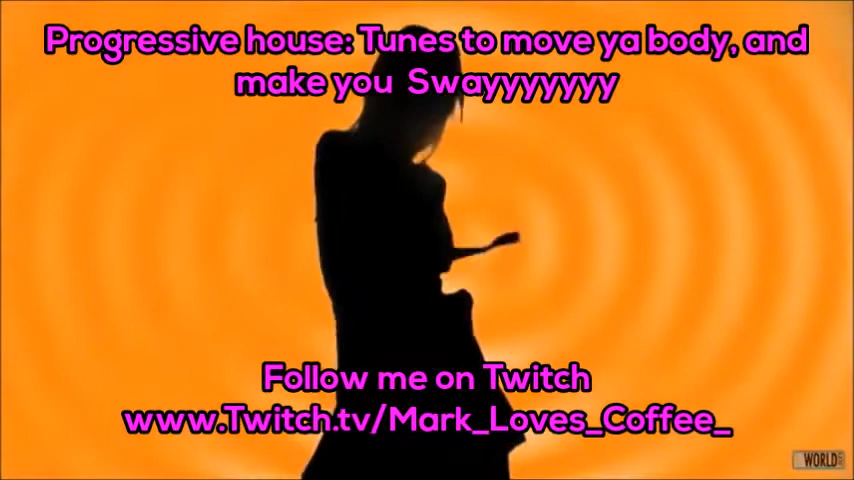 Progressive house: Tunes to move ya body, and
make you Swayyyyyyy
Follow me on Twitch
www.Twitch.tv/Mark_Loves_Coffee_
WORLD